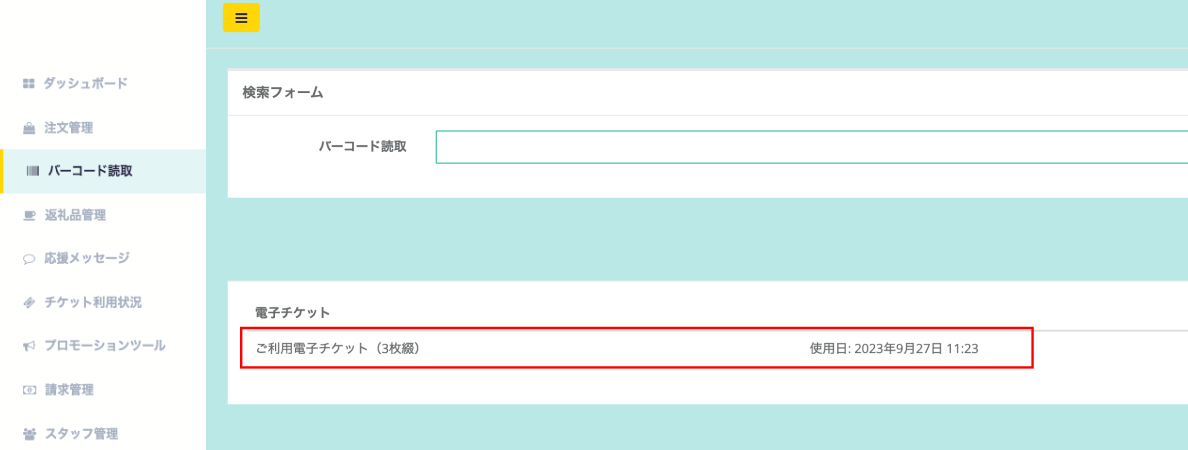 ダッシュボード
注文管理
バーコード読取
返礼品管理
応援メッセージ
チケット利用状況
プロモーションツール
請求管理
スタッフ管理
検索フォーム
バーコード読取
電子チケット
ご利用電子チケット（3枚綴） 使用日: 2023年9月27日 11:23